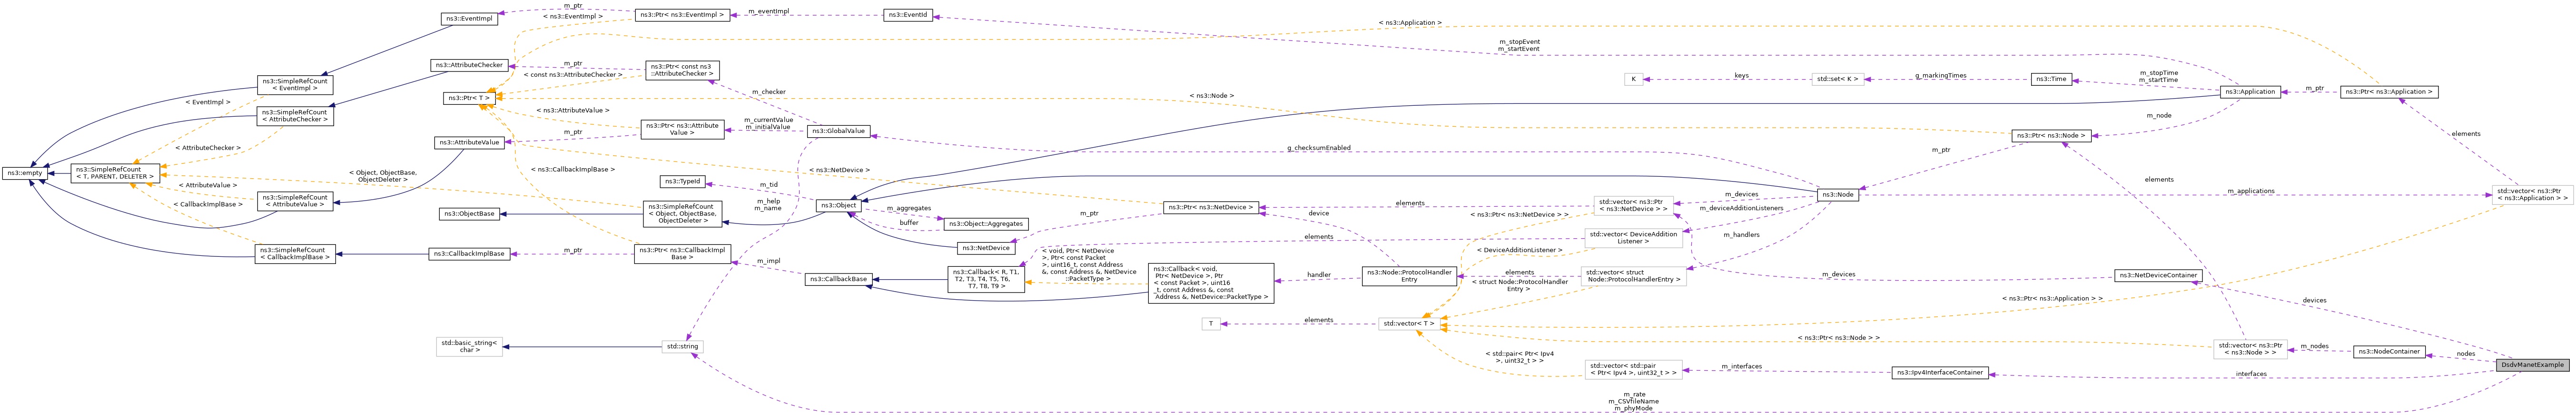 m_ptr
ns3::EventImpl
< ns3::EventImpl >
ns3::Ptr< ns3::EventImpl >
m_eventImpl
ns3::EventId
< ns3::Application >
m_stopEvent
m_startEvent
ns3::AttributeChecker
m_ptr
< const ns3::AttributeChecker >
ns3::Ptr< const ns3
::AttributeChecker >
ns3::SimpleRefCount
< EventImpl >
K
keys
std::set< K >
g_markingTimes
ns3::Time
m_stopTime
m_startTime
ns3::Application
m_ptr
ns3::Ptr< ns3::Application >
< EventImpl >
ns3::Ptr< T >
m_checker
< ns3::Node >
ns3::SimpleRefCount
< AttributeChecker >
< ns3::AttributeValue >
ns3::Ptr< ns3::Attribute
Value >
m_currentValue
m_initialValue
ns3::GlobalValue
m_node
ns3::Ptr< ns3::Node >
elements
m_ptr
ns3::AttributeValue
< AttributeChecker >
g_checksumEnabled
m_ptr
ns3::empty
ns3::SimpleRefCount
< T, PARENT, DELETER >
< Object, ObjectBase,
ObjectDeleter >
< ns3::CallbackImplBase >
< ns3::NetDevice >
elements
< AttributeValue >
ns3::TypeId
m_tid
ns3::SimpleRefCount
< AttributeValue >
< CallbackImplBase >
ns3::ObjectBase
ns3::SimpleRefCount
< Object, ObjectBase,
ObjectDeleter >
m_help
m_name
ns3::Object
m_aggregates
buffer
ns3::Object::Aggregates
m_ptr
ns3::Ptr< ns3::NetDevice >
device
elements
< ns3::Ptr< ns3::NetDevice > >
std::vector< ns3::Ptr
< ns3::NetDevice > >
m_devices
m_deviceAdditionListeners
ns3::Node
m_applications
std::vector< ns3::Ptr
< ns3::Application > >
ns3::NetDevice
elements
< DeviceAdditionListener >
std::vector< DeviceAddition
Listener >
m_handlers
ns3::SimpleRefCount
< CallbackImplBase >
ns3::CallbackImplBase
m_ptr
ns3::Ptr< ns3::CallbackImpl
Base >
m_impl
ns3::CallbackBase
ns3::Callback< R, T1,
T2, T3, T4, T5, T6,
T7, T8, T9 >
< void, Ptr< NetDevice
>, Ptr< const Packet
>, uint16_t, const Address
&, const Address &, NetDevice
::PacketType >
ns3::Callback< void,
Ptr< NetDevice >, Ptr
< const Packet >, uint16
_t, const Address &, const
Address &, NetDevice::PacketType >
handler
ns3::Node::ProtocolHandler
Entry
elements
< struct Node::ProtocolHandler
Entry >
std::vector< struct
Node::ProtocolHandlerEntry >
m_devices
ns3::NetDeviceContainer
< ns3::Ptr< ns3::Application > >
devices
T
elements
std::vector< T >
< ns3::Ptr< ns3::Node > >
std::basic_string<
char >
std::string
< std::pair< Ptr< Ipv4
>, uint32_t > >
std::vector< ns3::Ptr
< ns3::Node > >
m_nodes
ns3::NodeContainer
nodes
std::vector< std::pair
< Ptr< Ipv4 >, uint32_t > >
m_interfaces
ns3::Ipv4InterfaceContainer
interfaces
DsdvManetExample
m_rate
m_CSVfileName
m_phyMode